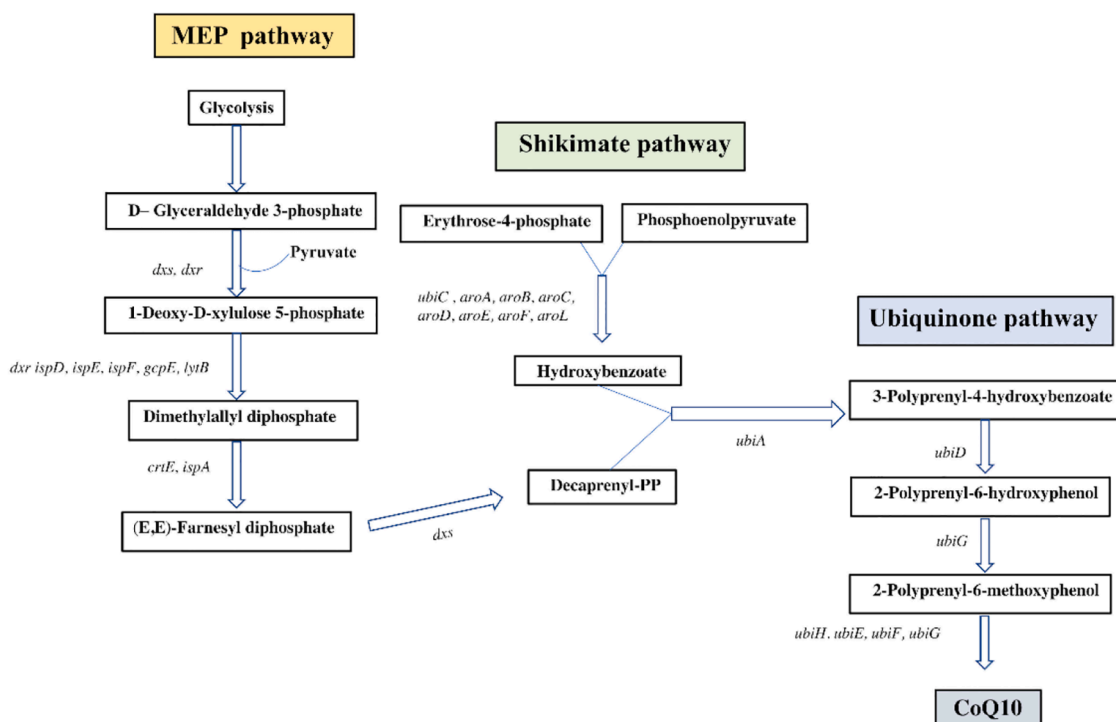 MEP pathway
Glycolysis
D– Glyceraldehyde 3-phosphate
Pyruvate
dxs, dxr
1-Deoxy-D-xylulose 5-phosphate
dxr ispD, ispE, ispF, gcpE, lytB
Dimethylallyl diphosphate
crtE, ispA
(E,E)-Farnesyl diphosphate
dxs
Shikimate pathway
Erythrose-4-phosphate
Phosphoenolpyruvate
ubiC , aroA, aroB, aroC,
aroD, aroE, aroF, aroL
Hydroxybenzoate
Decaprenyl-PP
ubiA
Ubiquinone pathway
3-Polyprenyl-4-hydroxybenzoate
ubiD
2-Polyprenyl-6-hydroxyphenol
ubiG
2-Polyprenyl-6-methoxyphenol
ubiH. ubiE, ubiF, ubiG
CoQ10